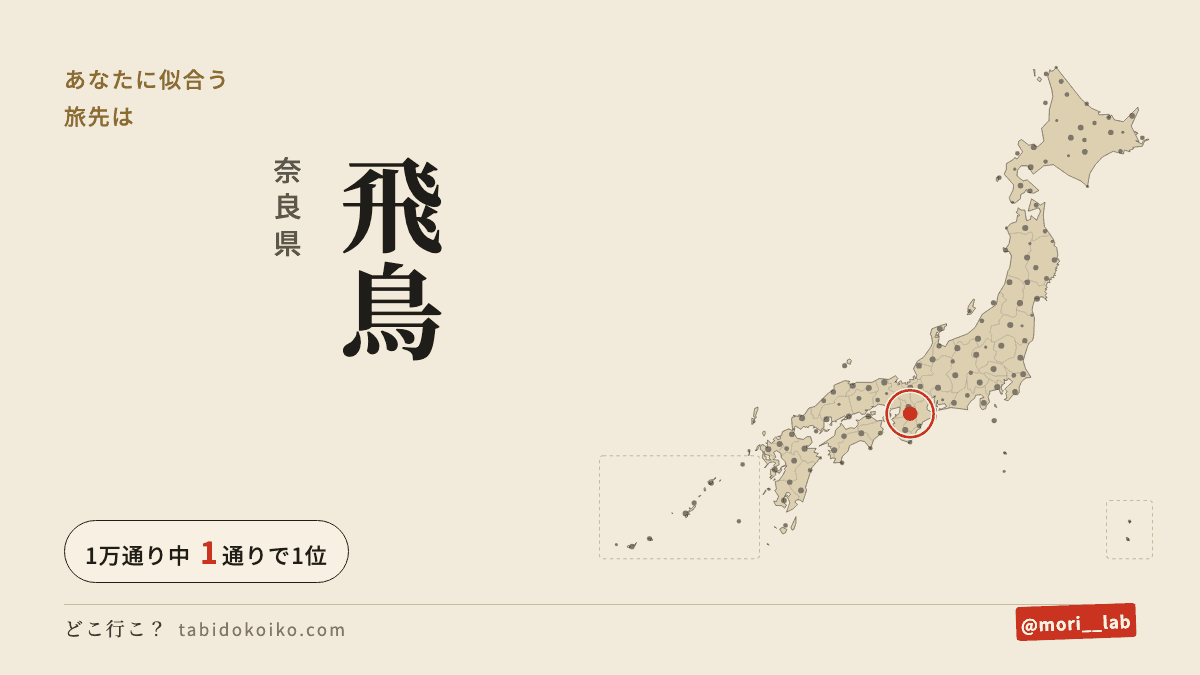 あなたに似合う
旅先は
飛鳥
奈良県
1万通り中 1通りで1位
どこ行こ？ tabidokoiko.com
@mori__lab